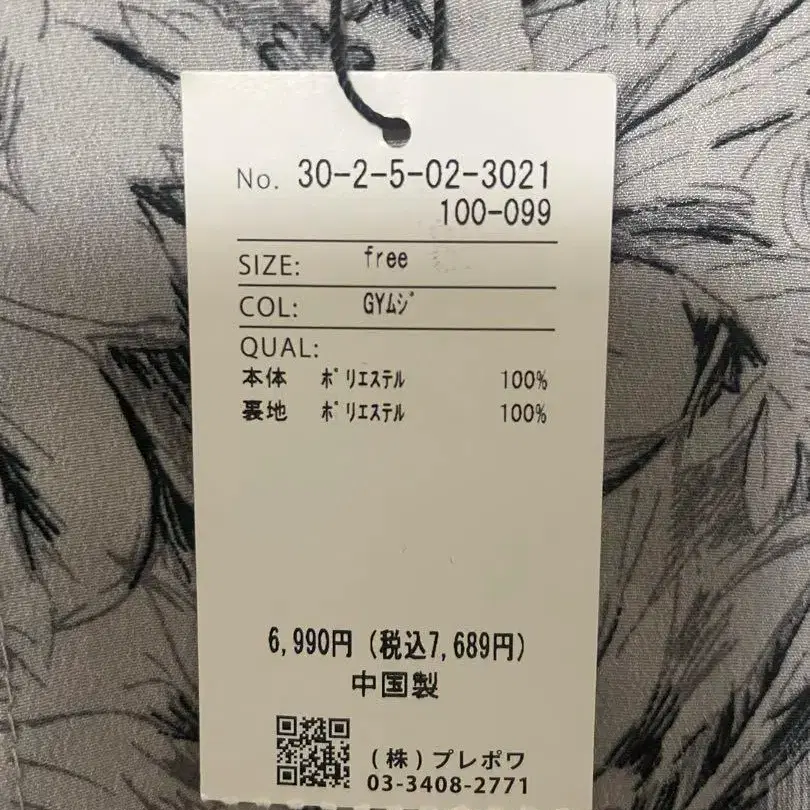 No. 30-2-5-02-3021
100-099
SIZE: free
COL: GYﾑｼﾞ
QUAL:
本体 ﾎﾟﾘｴｽﾃﾙ 100%
裏地 ﾎﾟﾘｴｽﾃﾙ 100%
6,990円 (税込7,689円)
中国製
(株)プレポワ
03-3408-2771